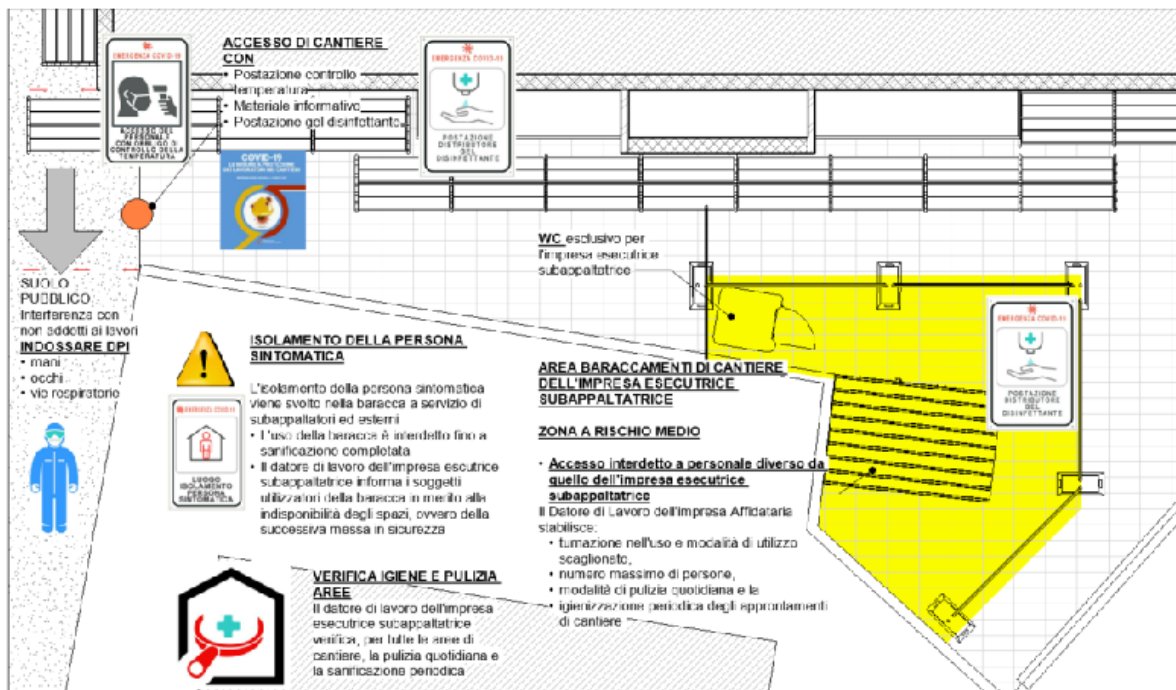 ACCESSO DI CANTIERE
CON
• Postazione controllo
temperatura,
• Materiale informativo
• Postazione gel disinfettante
EMERGENZA COVID-19
ACCESSO DEL
PERSONALE
CON OBBLIGO DI
CONTROLLO DELLA
TEMPERATURA
EMERGENZA COVID-19
POSTAZIONE
DISTRIBUTORE
DEL
DISINFETTANTE
COVID-19
WC esclusivo per
l'impresa esecutrice
subappaltatrice
SUOLO
PUBBLICO
Interferenza con
non addotti ai lavori
INDOSSARE DPI
• mani
• occhi
• vie respiratorie
ISOLAMENTO DELLA PERSONA
SINTOMATICA
L'isolamento della persona sintomatica
viene svolto nella baracca a servizio di
subappaltatori ed esterni
• L'uso della baracca è interdetto fino a
sanificazione completata
• Il datore di lavoro dell'impresa escutrice
subappaltatrice informa i soggetti
utilizzatori della baracca in merito alla
indisponibilità degli spazi, ovvero della
successiva messa in sicurezza
EMERGENZA COVID-19
LUOGO
ISOLAMENTO
PERSONA
SINTOMATICA
VERIFICA IGIENE E PULIZIA
AREE
Il datore di lavoro dell'impresa
esecutrice subappaltatrice
verifica, per tutte le aree di
cantiere, la pulizia quotidiana e
la sanificazione periodica
AREA BARACCAMENTI DI CANTIERE
DELL'IMPRESA ESECUTRICE
SUBAPPALTATRICE
ZONA A RISCHIO MEDIO
• Accesso interdetto a personale diverso da
quello dell'impresa esecutrice
subappaltatrice
Il Datore di Lavoro dell'Impresa Affidataria
stabilisce:
• turnazione nell'uso e modalità di utilizzo
scaglionato,
• numero massimo di persone,
• modalità di pulizia quotidiana e la
• igienizzazione periodica degli approntamenti
di cantiere
EMERGENZA COVID-19
POSTAZIONE
DISTRIBUTORE
DEL
DISINFETTANTE